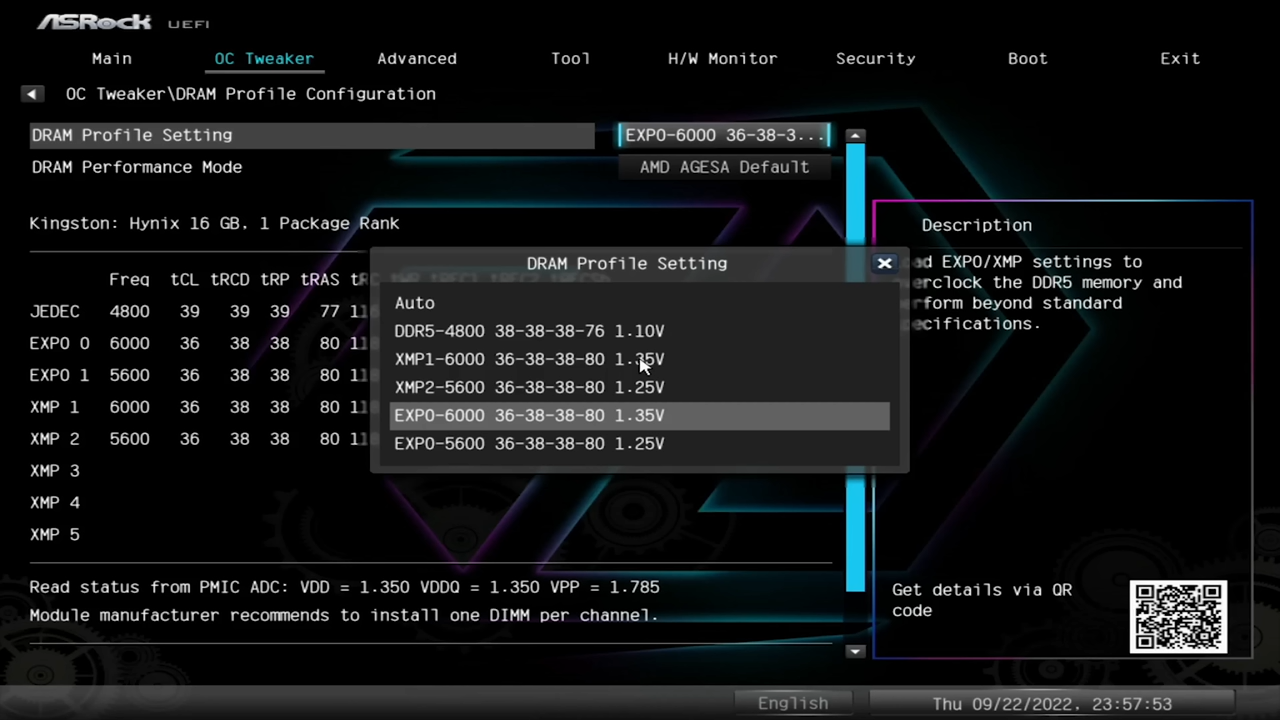 ASRock UEFI
Main OC Tweaker Advanced Tool H/W Monitor Security Boot Exit
OC Tweaker\DRAM Profile Configuration
DRAM Profile Setting EXPO-6000 36-38-3...
DRAM Performance Mode AMD AGESA Default
Kingston: Hynix 16 GB. 1 Package Rank
Freq tCL tRCD tRP tRAS
JEDEC 4800 39 39 39 77
EXPO 0 6000 36 38 38 80
EXPO 1 5600 36 38 38 80
XMP 1 6000 36 38 38 80
XMP 2 5600 36 38 38 80
XMP 3
XMP 4
XMP 5
DRAM Profile Setting
Auto
DDR5-4800 38-38-38-76 1.10V
XMP1-6000 36-38-38-80 1.35V
XMP2-5600 36-38-38-80 1.25V
EXPO-6000 36-38-38-80 1.35V
EXPO-5600 36-38-38-80 1.25V
Read status from PMIC ADC: VDD = 1.350 VDDQ = 1.350 VPP = 1.785
Module manufacturer recommends to install one DIMM per channel.
Description
EXPO/XMP settings to
the DDR5 memory and
beyond standard
Get details via QR
code
English Thu 09/22/2022. 23:57:53